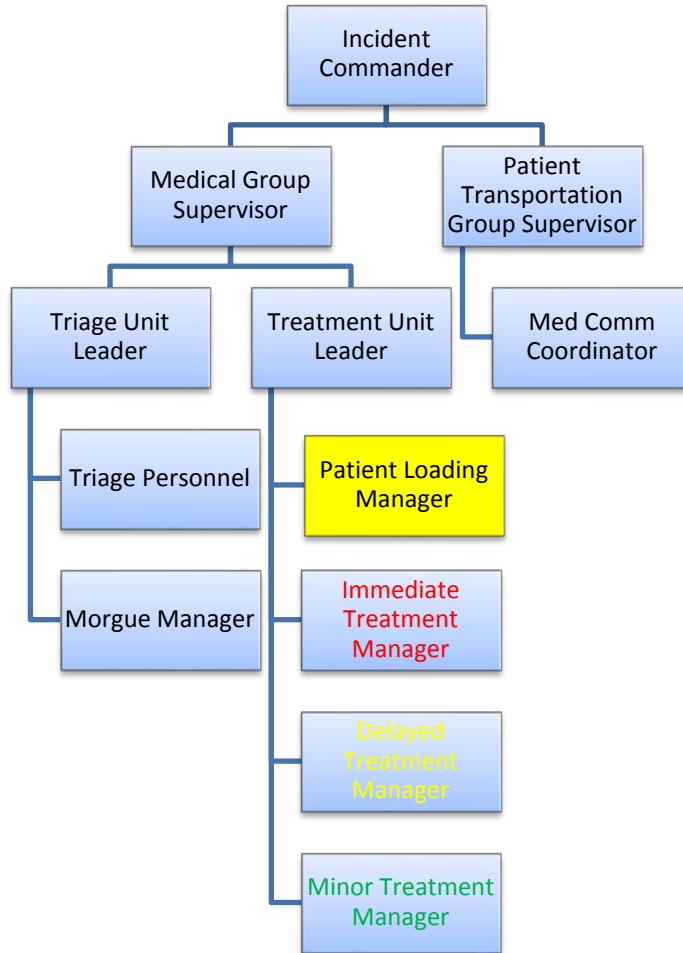 Incident
Commander
Medical Group
Supervisor
Patient
Transportation
Group Supervisor
Triage Unit
Leader
Treatment Unit
Leader
Med Comm
Coordinator
Triage Personnel
Patient Loading
Manager
Morgue Manager
Immediate
Treatment
Manager
Delayed
Treatment
Manager
Minor Treatment
Manager